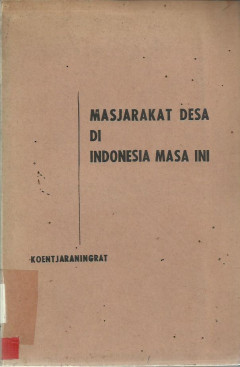 MASJARAKAT DESA
DI
INDONESIA MASA INI
KOENTJARANINGRAT